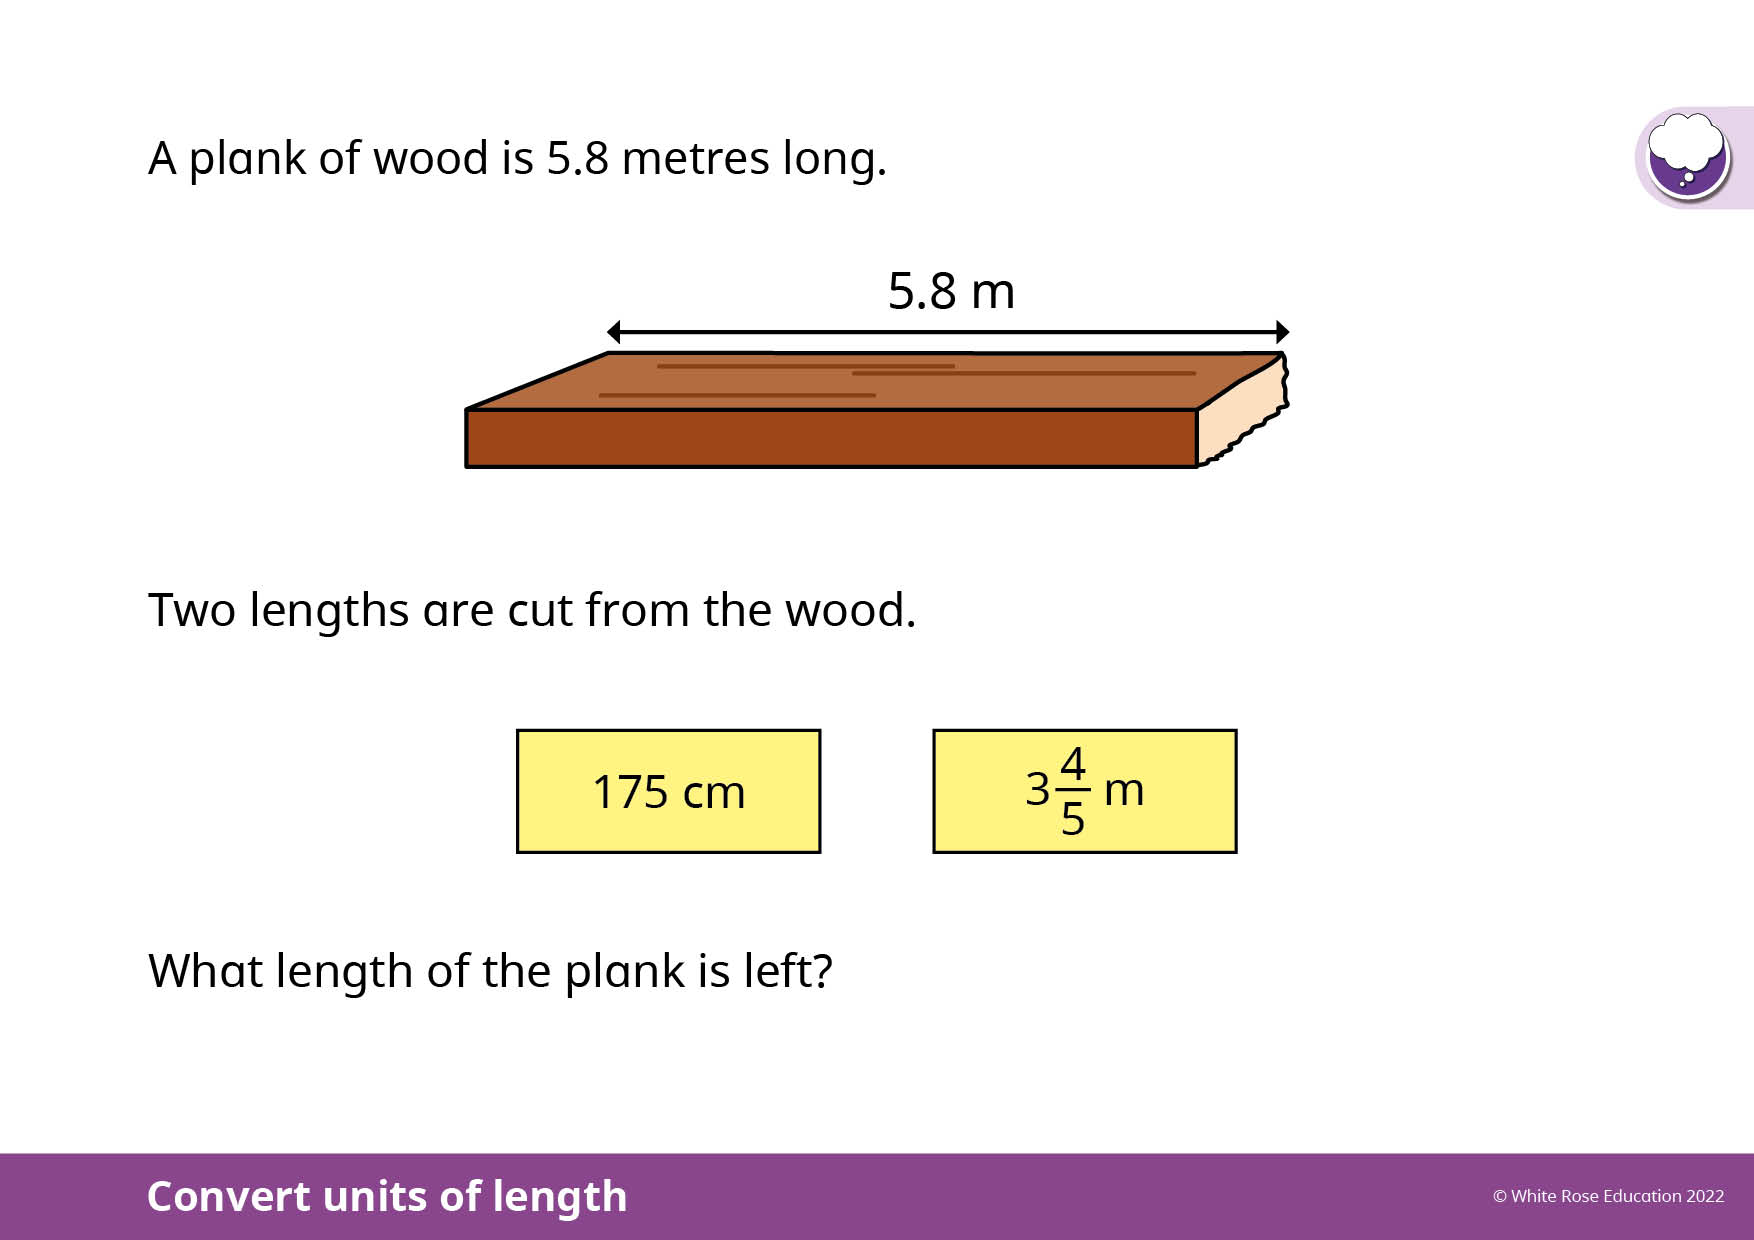 A plank of wood is 5.8 metres long.
5.8 m
Two lengths are cut from the wood.
175 cm
3 4/5 m
What length of the plank is left?
Convert units of length
© White Rose Education 2022